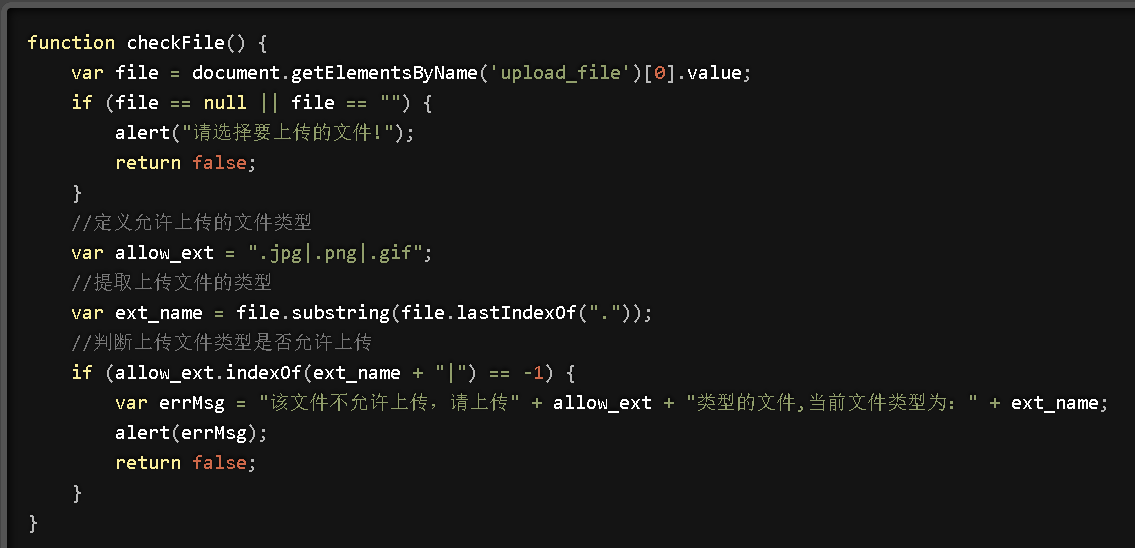 function checkFile() {
    var file = document.getElementsByName('upload_file')[0].value;
    if (file == null || file == "") {
        alert("请选择要上传的文件!");
        return false;
    }
    //定义允许上传的文件类型
    var allow_ext = ".jpg|.png|.gif";
    //提取上传文件的类型
    var ext_name = file.substring(file.lastIndexOf("."));
    //判断上传文件类型是否允许上传
    if (allow_ext.indexOf(ext_name + "|") == -1) {
        var errMsg = "该文件不允许上传，请上传" + allow_ext + "类型的文件,当前文件类型为：" + ext_name;
        alert(errMsg);
        return false;
    }
}